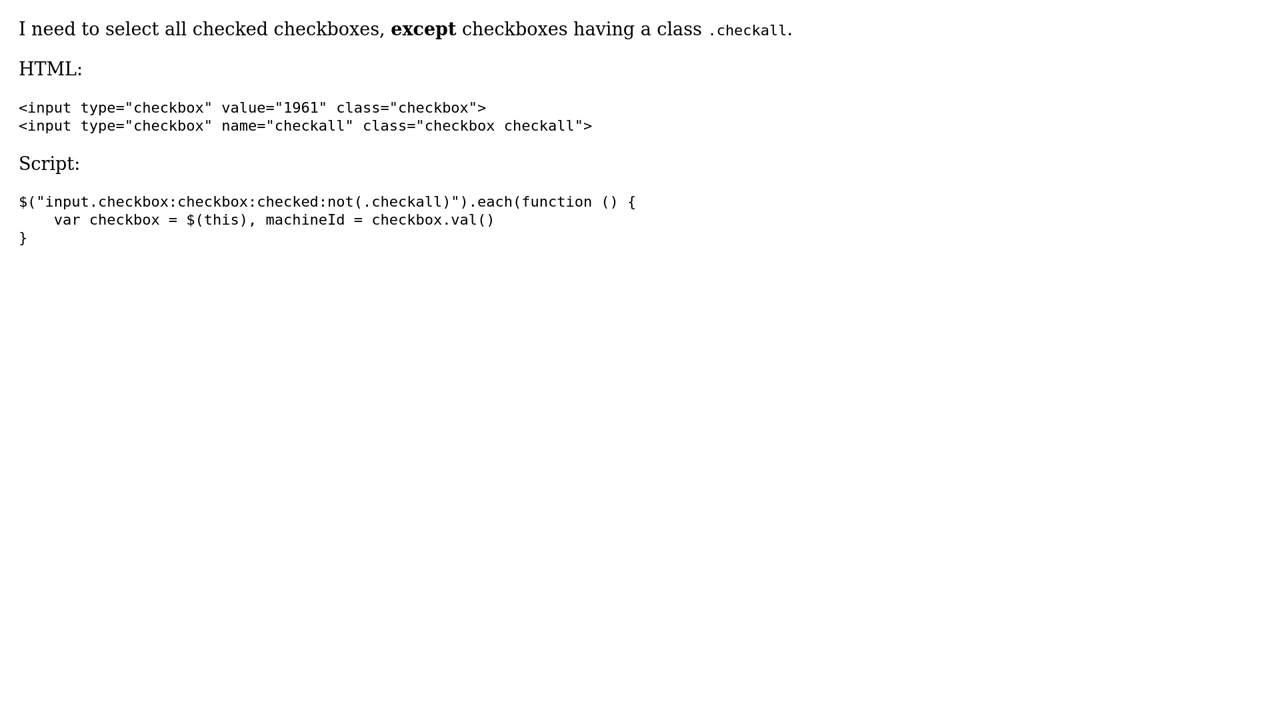 I need to select all checked checkboxes, except checkboxes having a class .checkall.
HTML:
<input type="checkbox" value="1961" class="checkbox">
<input type="checkbox" name="checkall" class="checkbox checkall">
Script:
$("input.checkbox:checkbox:checked:not(.checkall)").each(function () {
    var checkbox = $(this), machineId = checkbox.val()
}